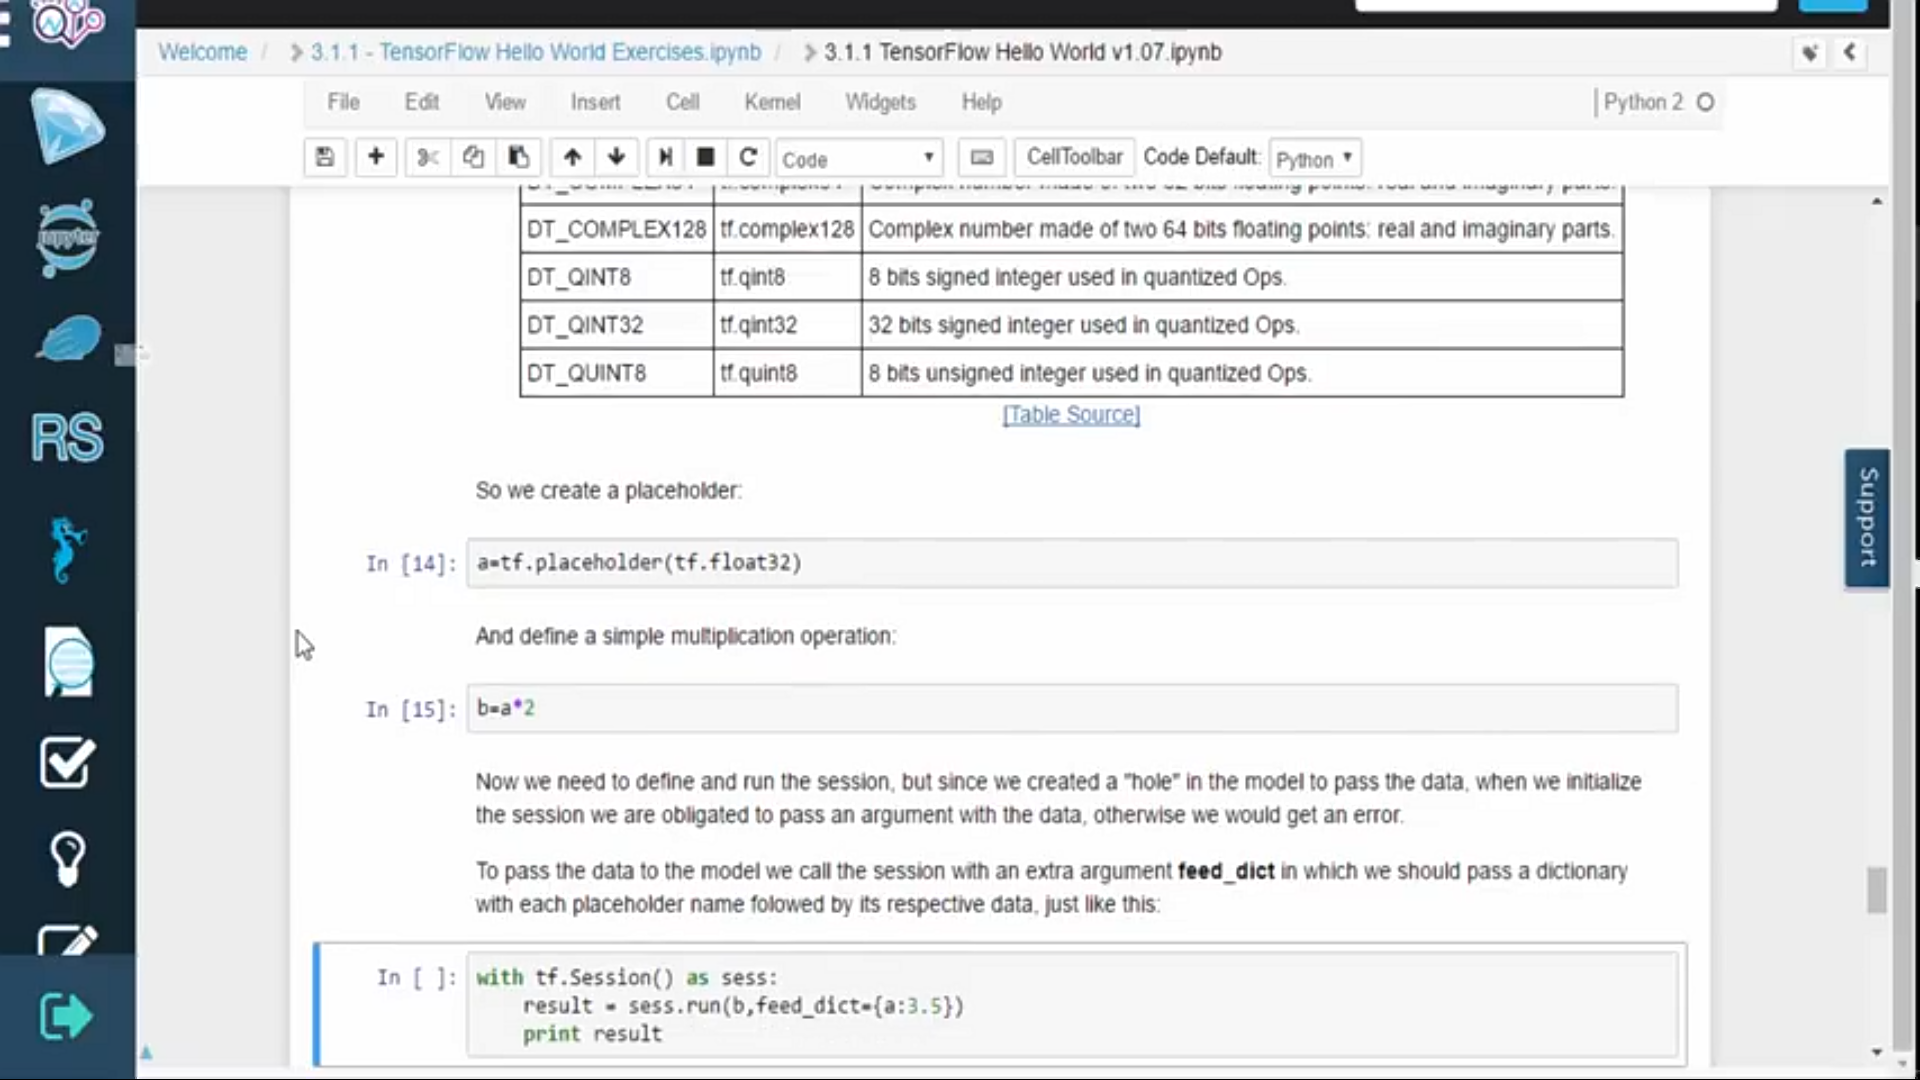 Welcome / > 3.1.1 - TensorFlow Hello World Exercises.ipynb / > 3.1.1 TensorFlow Hello World v1.07.ipynb
File Edit View Insert Cell Kernel Widgets Help Python 2
Code CellToolbar Code Default: Python
DT_COMPLEX128 tf.complex128 Complex number made of two 64 bits floating points: real and imaginary parts.
DT_QINT8 tf.qint8 8 bits signed integer used in quantized Ops.
DT_QINT32 tf.qint32 32 bits signed integer used in quantized Ops.
DT_QUINT8 tf.quint8 8 bits unsigned integer used in quantized Ops.
[Table Source]
So we create a placeholder:
In [14]: a=tf.placeholder(tf.float32)
And define a simple multiplication operation:
In [15]: b=a*2
Now we need to define and run the session, but since we created a "hole" in the model to pass the data, when we initialize
the session we are obligated to pass an argument with the data, otherwise we would get an error.
To pass the data to the model we call the session with an extra argument feed_dict in which we should pass a dictionary
with each placeholder name folowed by its respective data, just like this:
In [ ]: with tf.Session() as sess:
result = sess.run(b,feed_dict={a:3.5})
print result
jupyter
RS
Support